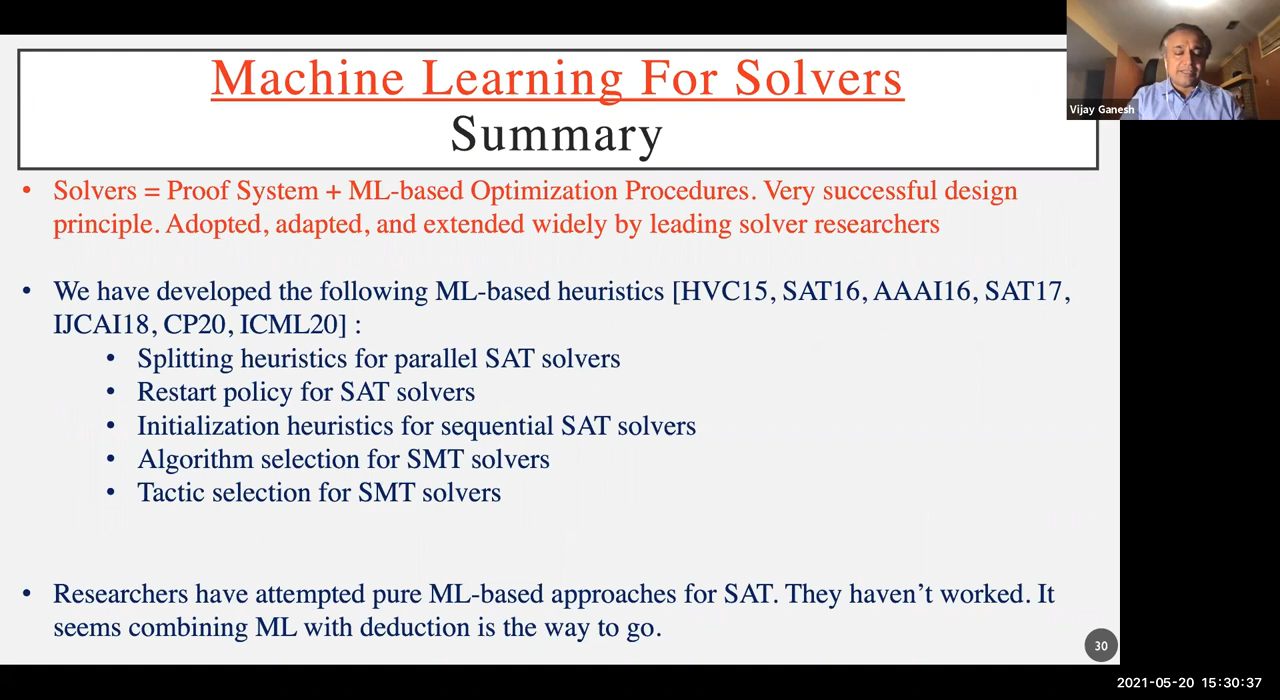 Machine Learning For Solvers
Summary
Vijay Ganesh
• Solvers = Proof System + ML-based Optimization Procedures. Very successful design
principle. Adopted, adapted, and extended widely by leading solver researchers
• We have developed the following ML-based heuristics [HVC15, SAT16, AAAI16, SAT17,
IJCAI18, CP20, ICML20] :
• Splitting heuristics for parallel SAT solvers
• Restart policy for SAT solvers
• Initialization heuristics for sequential SAT solvers
• Algorithm selection for SMT solvers
• Tactic selection for SMT solvers
• Researchers have attempted pure ML-based approaches for SAT. They haven’t worked. It
seems combining ML with deduction is the way to go.
30
2021-05-20 15:30:37